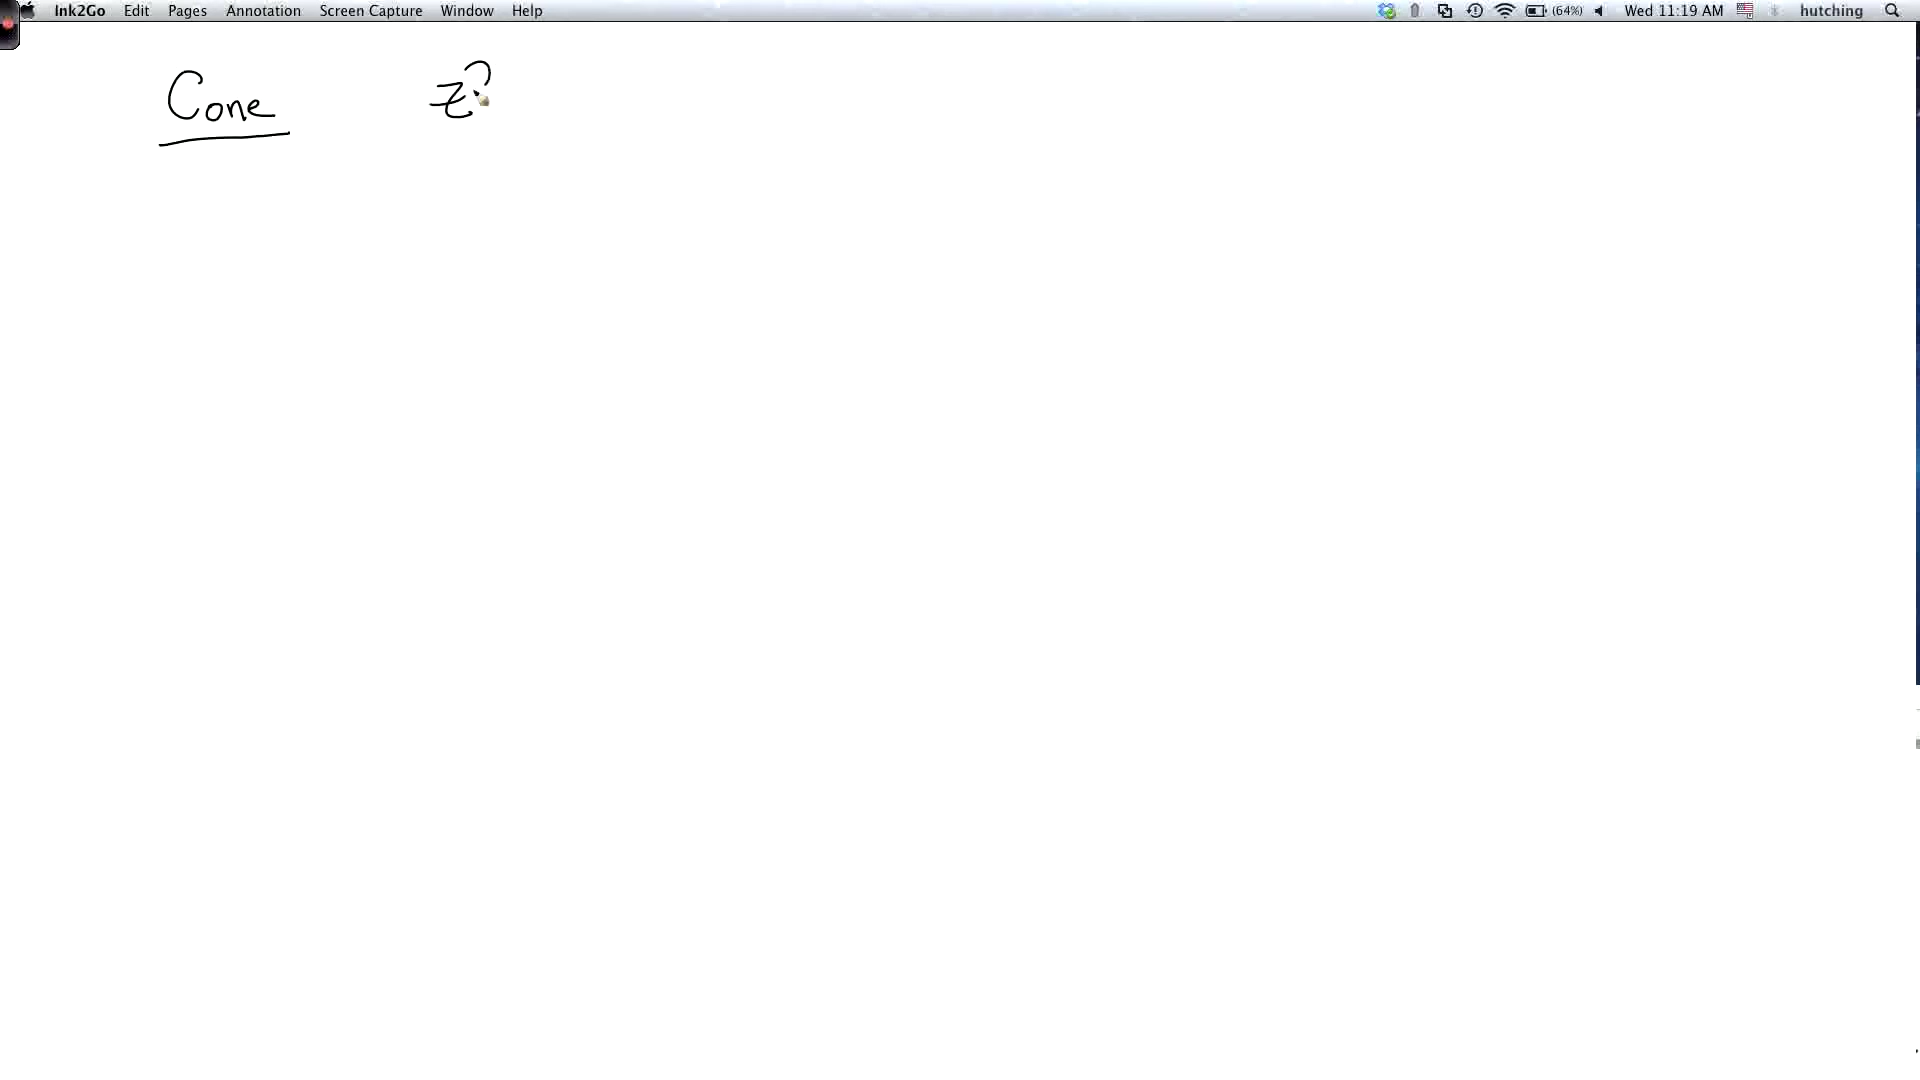 Ink2Go Edit Pages Annotation Screen Capture Window Help (64%) Wed 11:19 AM hutching
Cone z